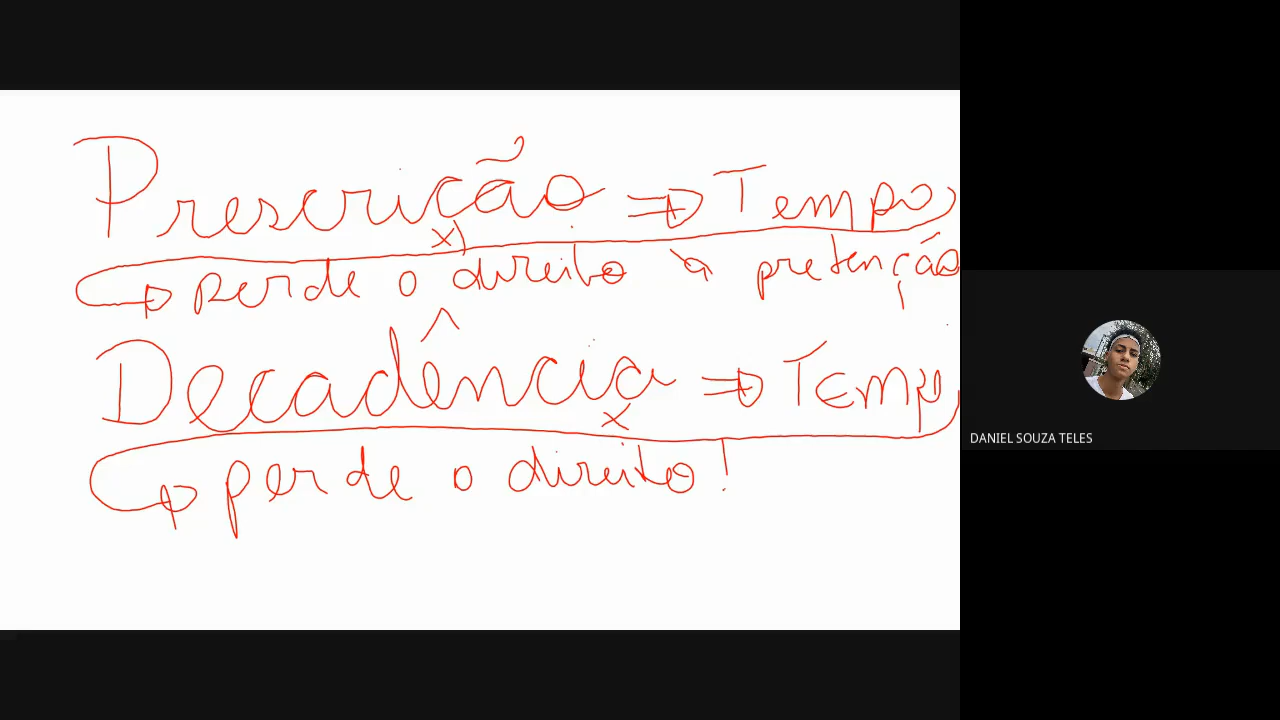 Prescrição => Tempo
perde o direito à pretenção
Decadência => Tempo
perde o direito!
DANIEL SOUZA TELES